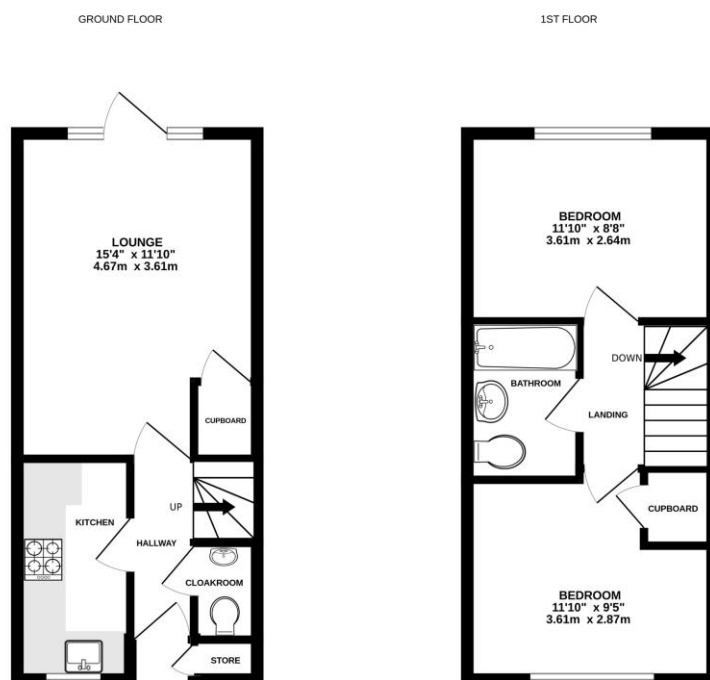 GROUND FLOOR
LOUNGE
15'4" x 11'10"
4.67m x 3.61m
CUPBOARD
UP
KITCHEN
HALLWAY
CLOAKROOM
STORE
1ST FLOOR
BEDROOM
11'10" x 8'8"
3.61m x 2.64m
DOWN
BATHROOM
LANDING
CUPBOARD
BEDROOM
11'10" x 9'5"
3.61m x 2.87m